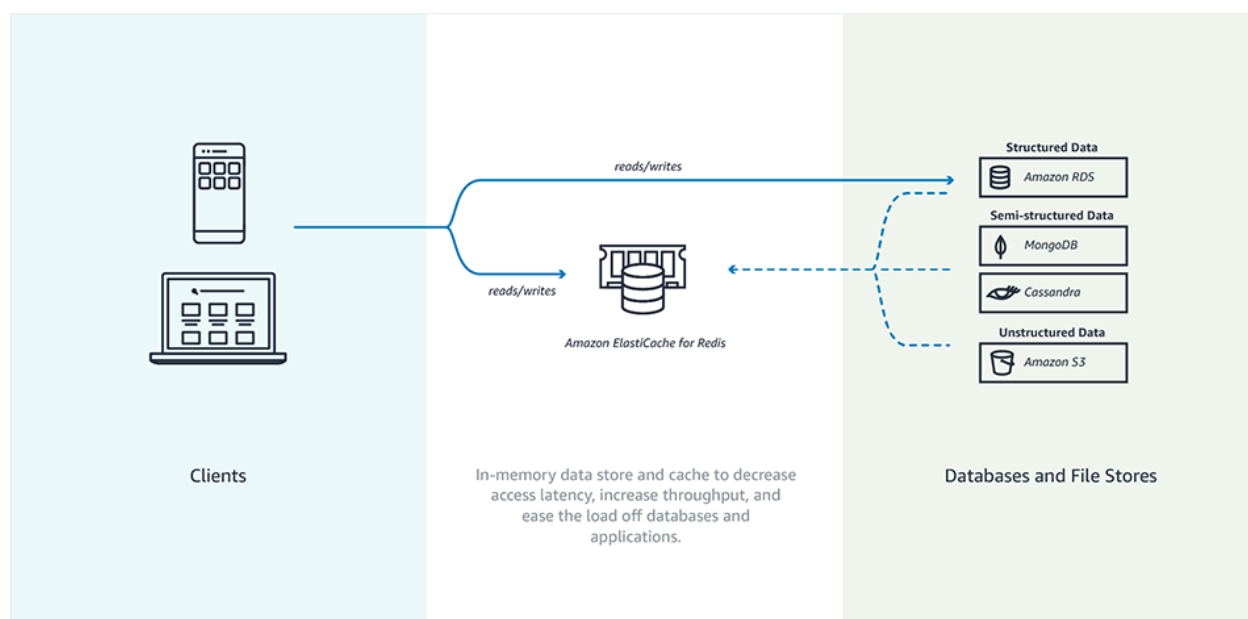 reads/writes
reads/writes
Amazon ElastiCache for Redis
Structured Data
Amazon RDS
Semi-structured Data
MongoDB
Cassandra
Unstructured Data
Amazon S3
Clients
In-memory data store and cache to decrease
access latency, increase throughput, and
ease the load off databases and
applications.
Databases and File Stores